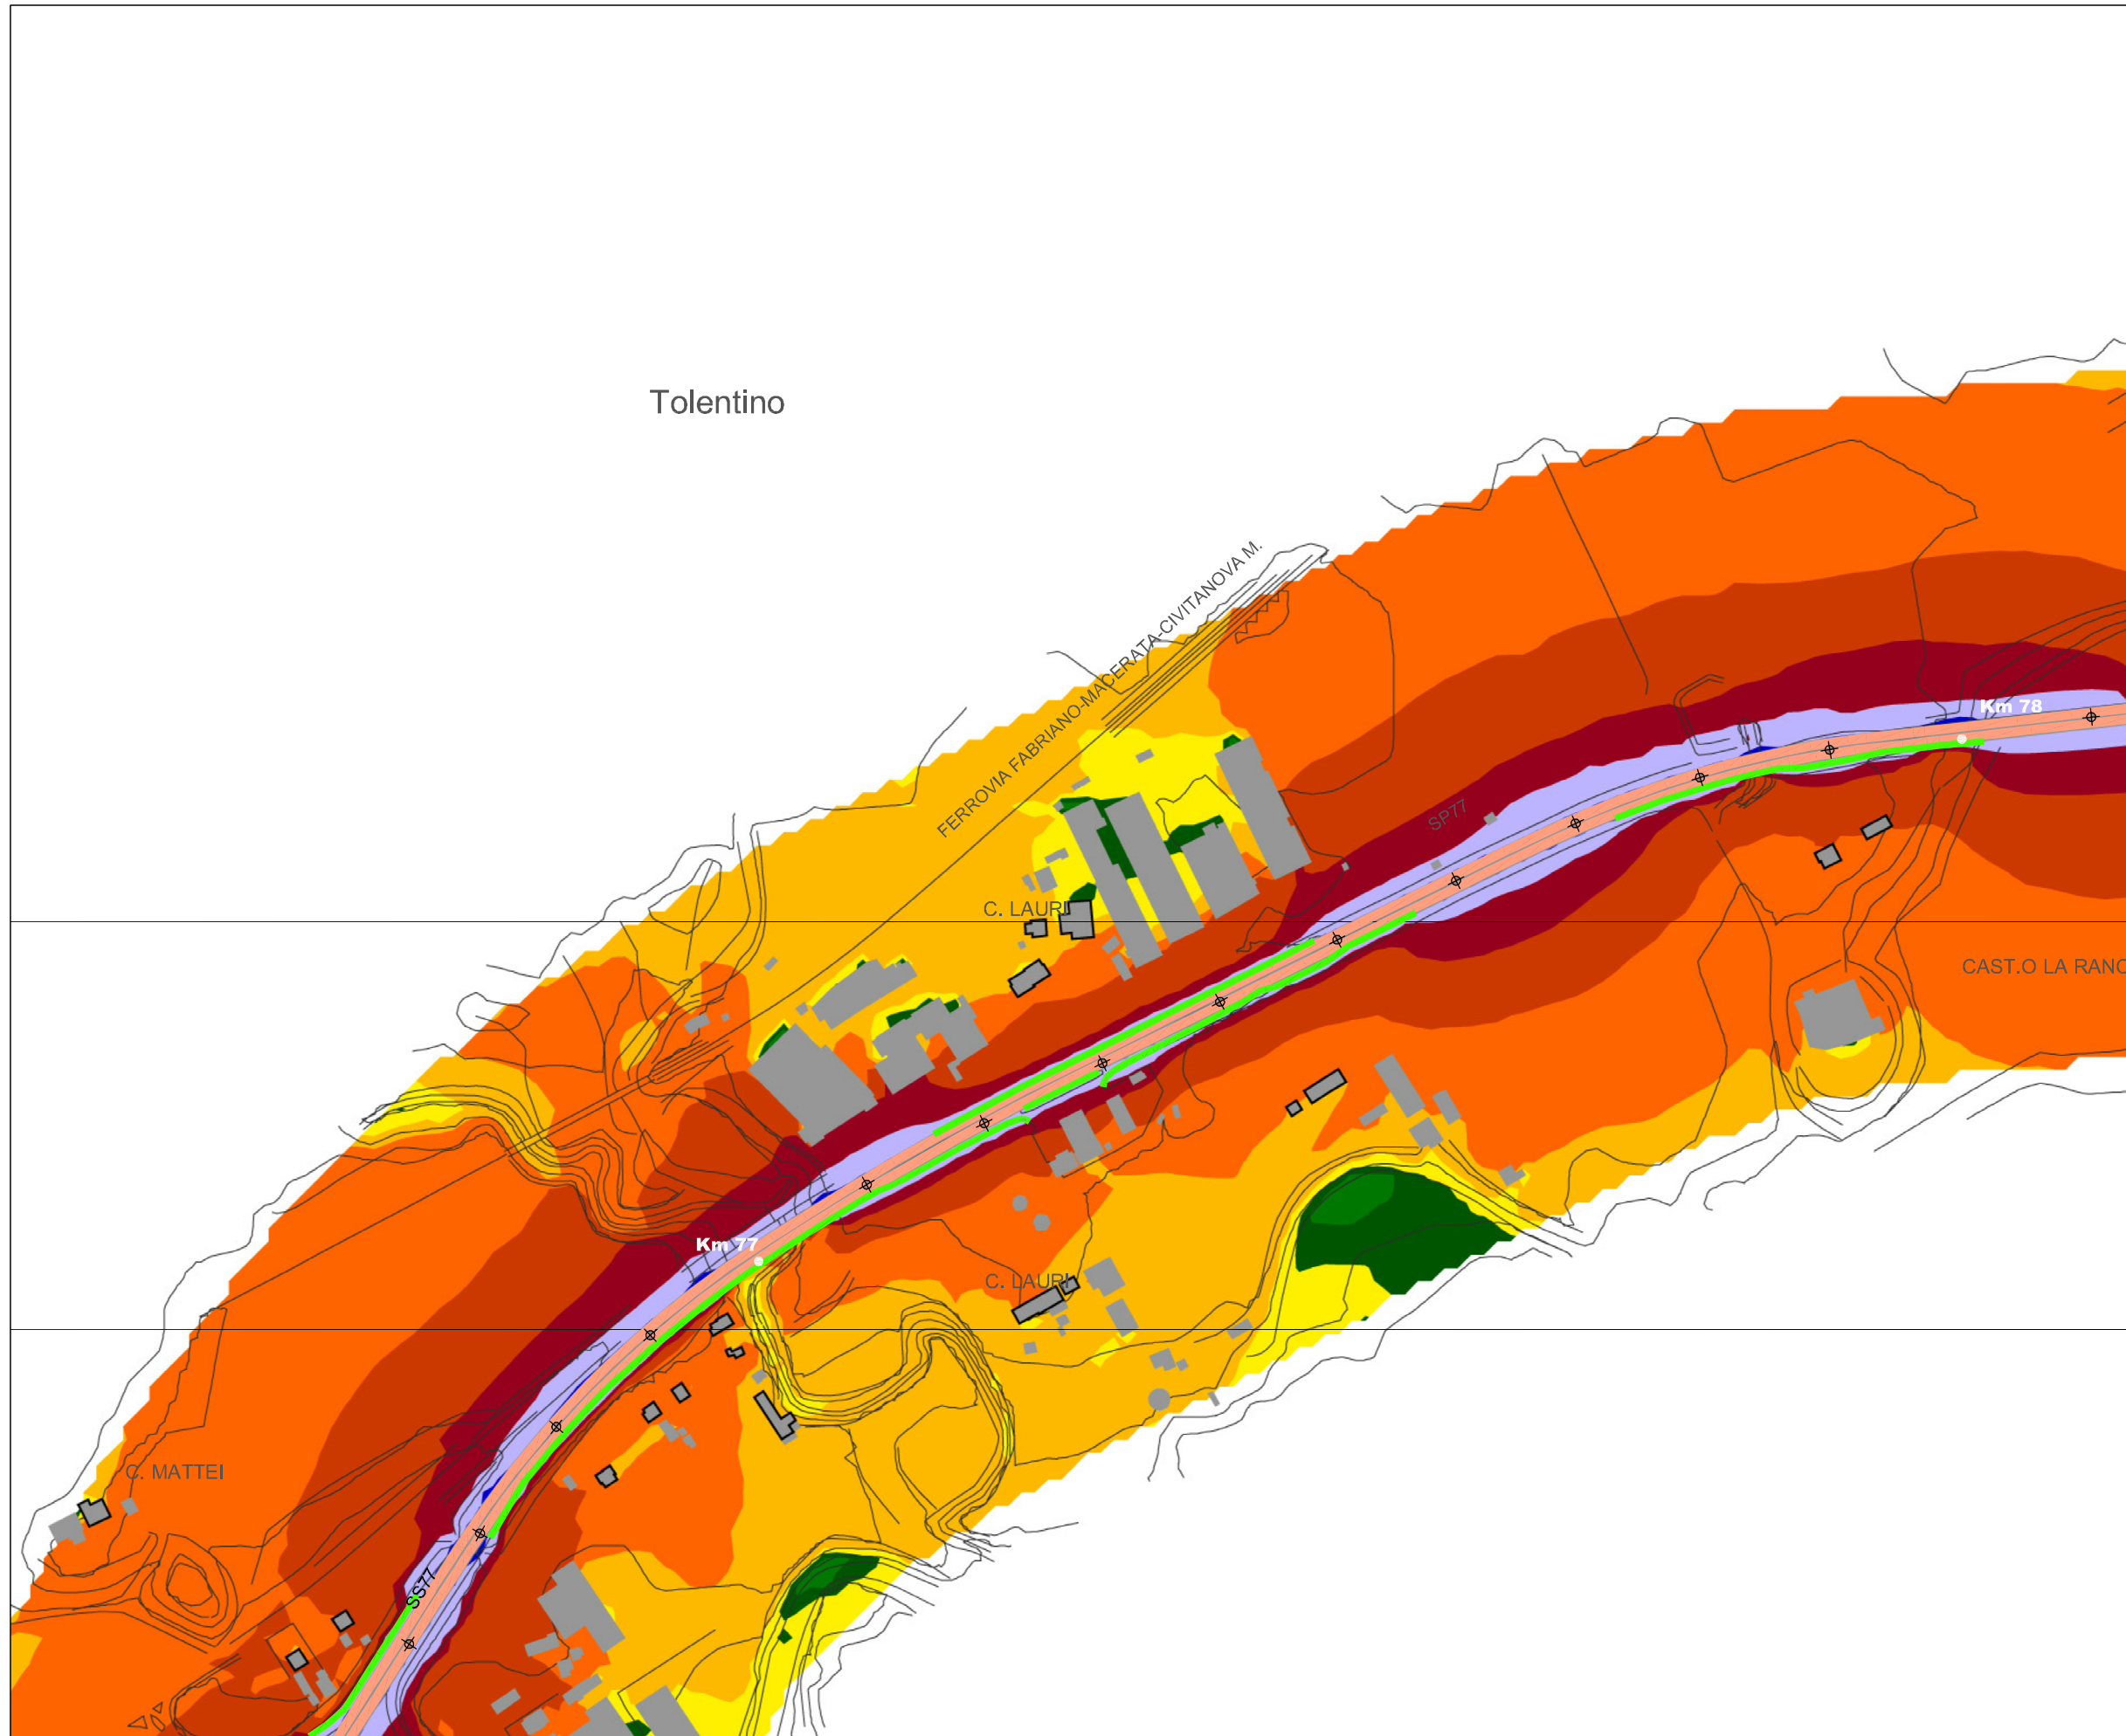 Tolentino
FERROVIA FABRIANO-MACERATA-CIVITANOVA M.
Km 78
SP77
C. LAURI
CAST.O LA RANC
Km 77
C. LAURI
C. MATTEI
SS77